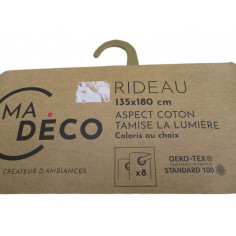 RIDEAU
135x180 cm
ASPECT COTON
TAMISE LA LUMIÈRE
Coloris au choix
MA
DÉCO
CRÉATEUR D'AMBIANCES
x8
OEKO-TEX®
STANDARD 100